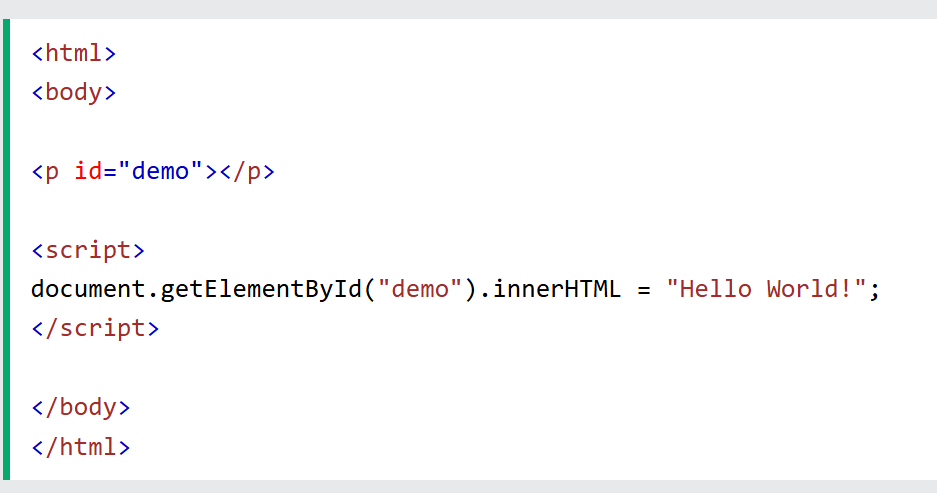 <html>
<body>
<p id="demo"></p>
<script>
document.getElementById("demo").innerHTML = "Hello World!";
</script>
</body>
</html>